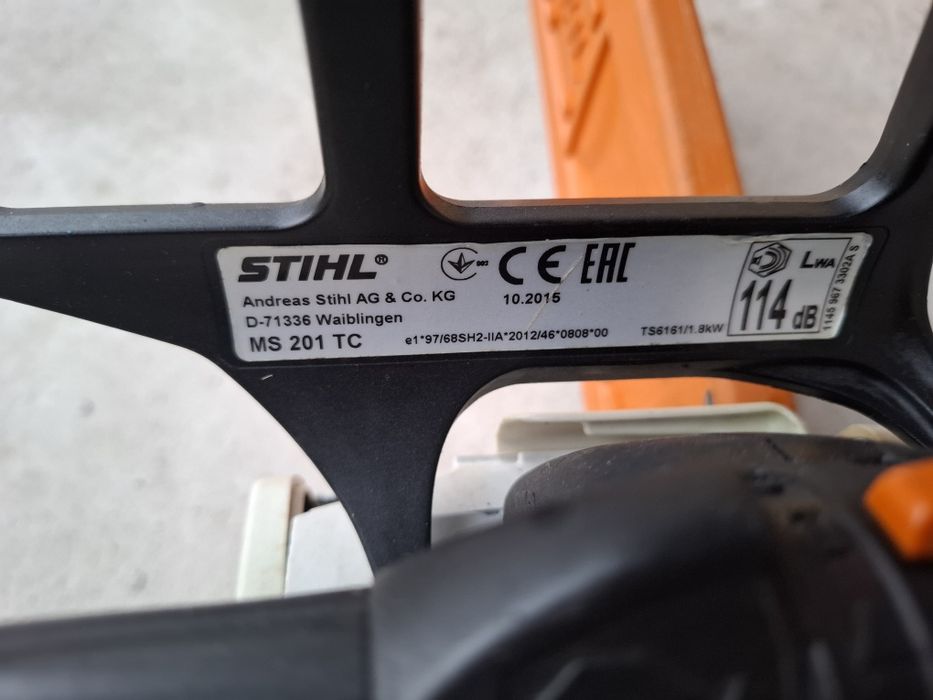 STIHL®
Andreas Stihl AG & Co. KG
D-71336 Waiblingen
MS 201 TC
002 CE EAC
10.2015
e1*97/68SH2-IIA*2012/46*0808*00
TS6161/1.8kW
LWA
114 dB
1145 967 3302A S